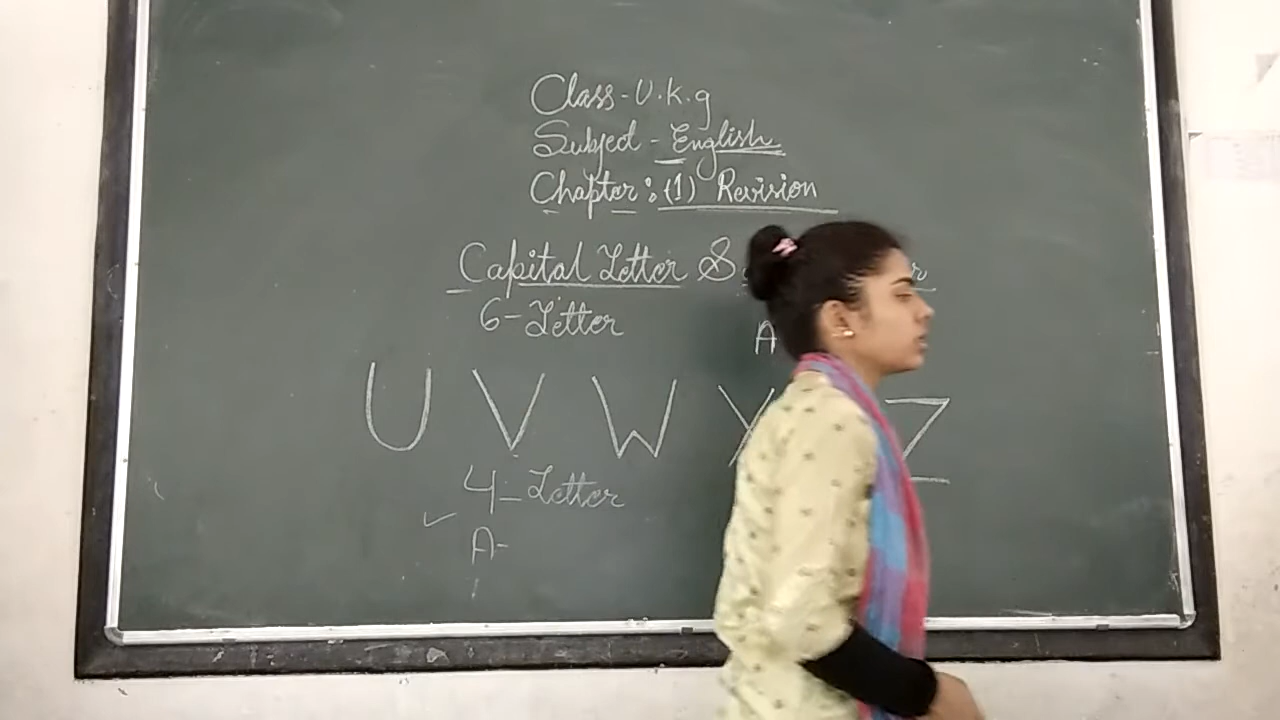 Class - U.K.g
Subject - English
Chapter : (1) Revision
Capital Letter &
6 - Letter
A
U V W X Z
4 - Letter
A-